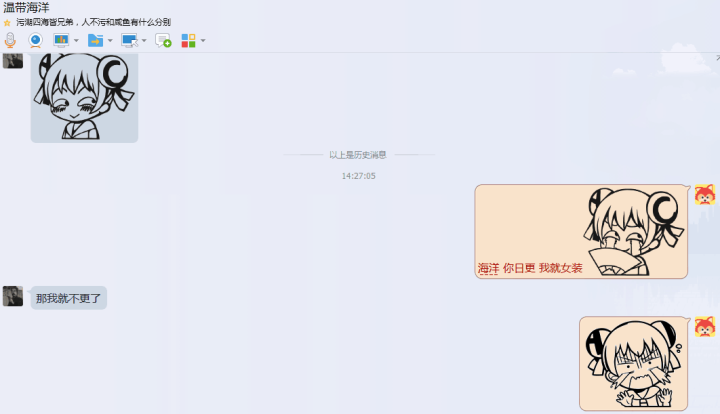 温带海洋
污湖四海皆兄弟，人不污和咸鱼有什么分别
以上是历史消息
14:27:05
海洋 你日更 我就女装
那我就不更了